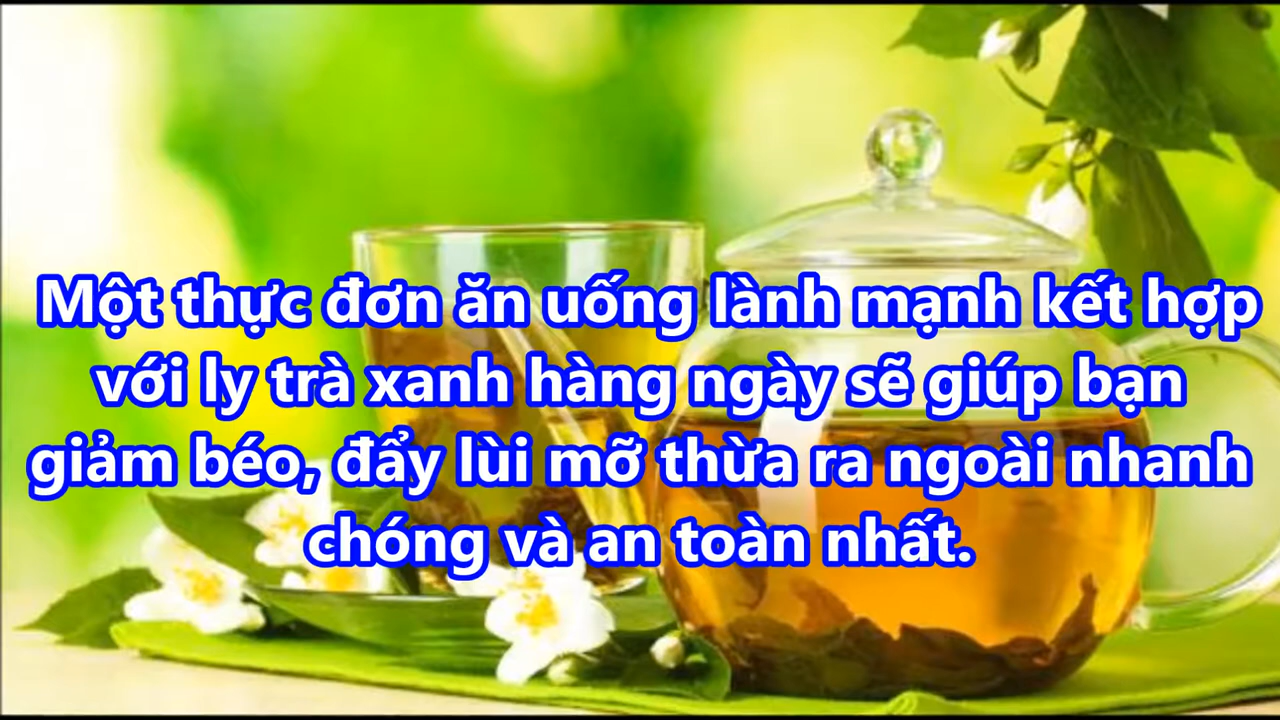 Một thực đơn ăn uống lành mạnh kết hợp
với ly trà xanh hàng ngày sẽ giúp bạn
giảm béo, đẩy lùi mỡ thừa ra ngoài nhanh
chóng và an toàn nhất.